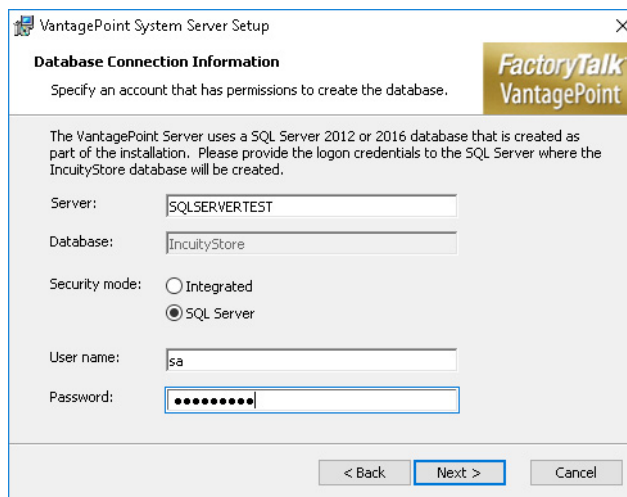 VantagePoint System Server Setup
Database Connection Information
Specify an account that has permissions to create the database.
FactoryTalk
VantagePoint
The VantagePoint Server uses a SQL Server 2012 or 2016 database that is created as
part of the installation. Please provide the logon credentials to the SQL Server where the
IncuityStore database will be created.
Server: SQLSERVERTEST
Database: IncuityStore
Security mode: Integrated
SQL Server
User name: sa
Password: ●●●●●●●●●
< Back Next > Cancel